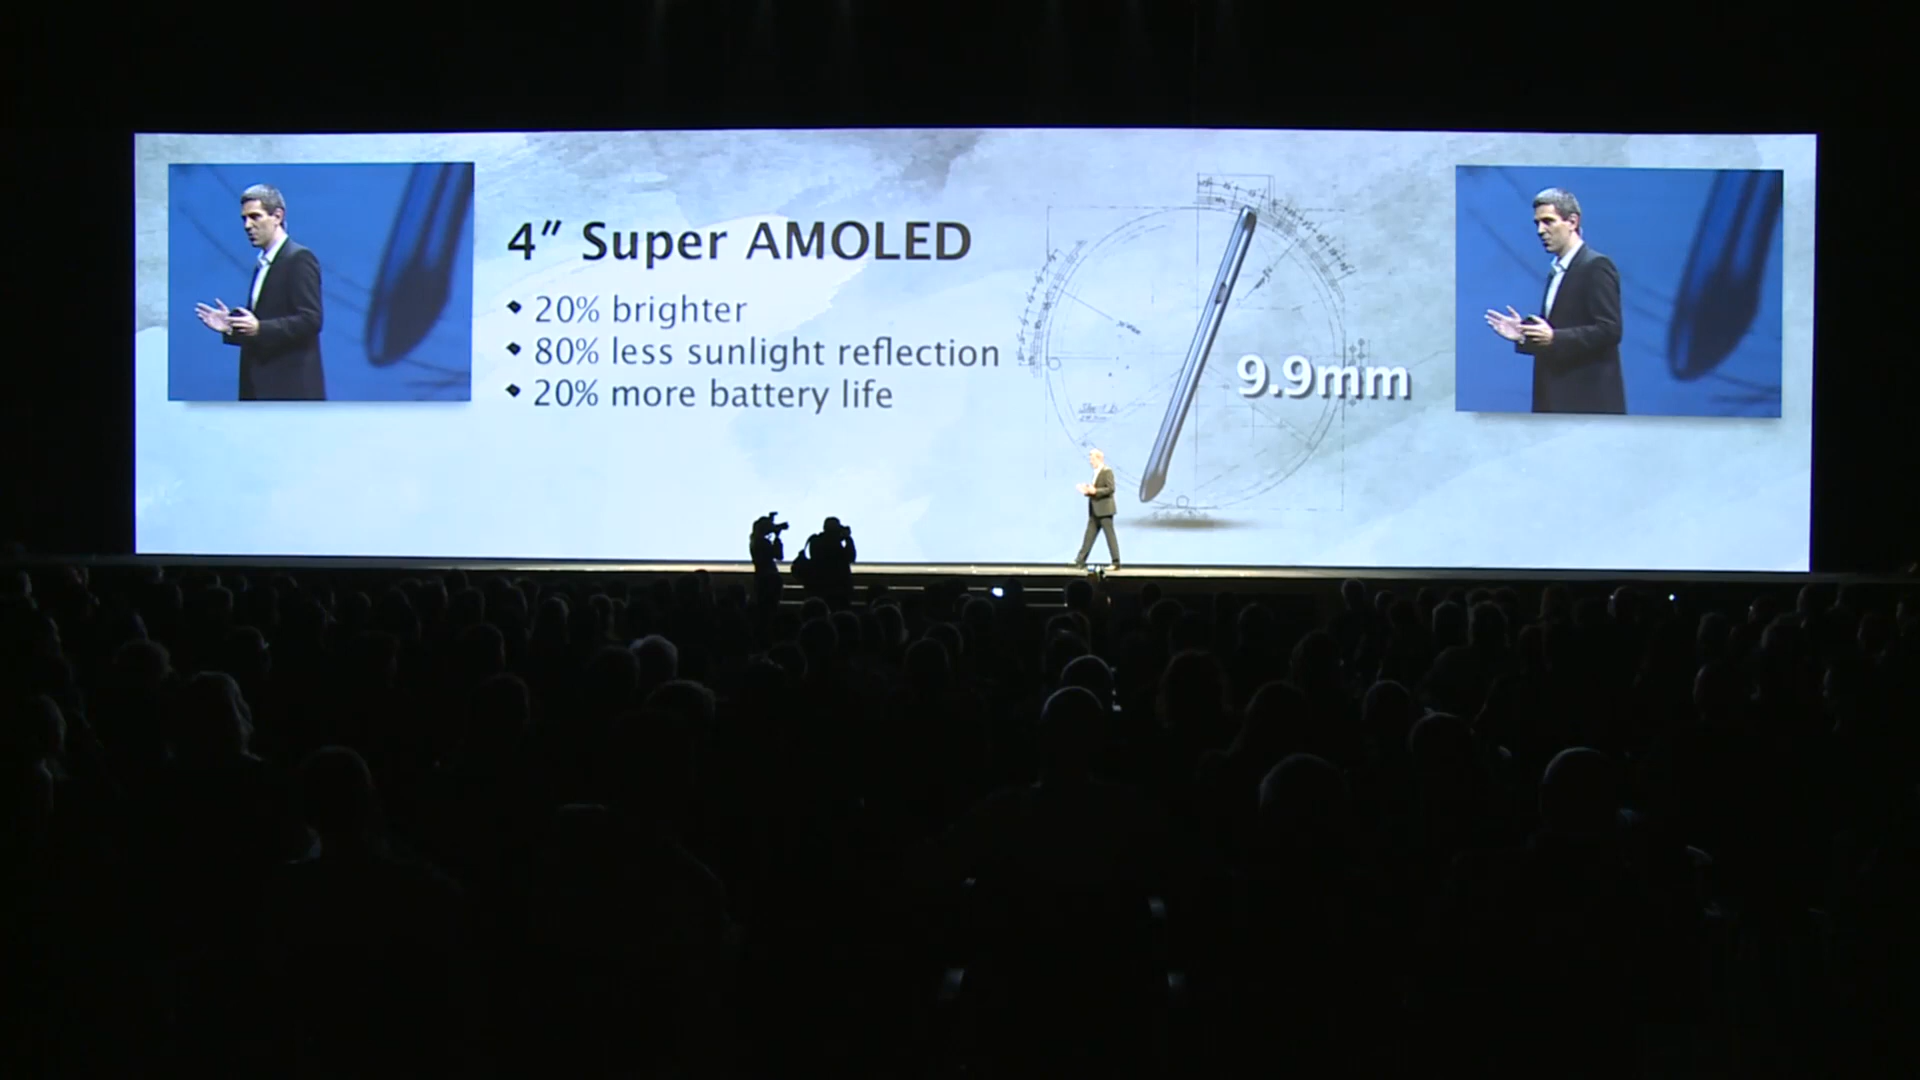 4″ Super AMOLED
20% brighter
80% less sunlight reflection
20% more battery life
9.9mm